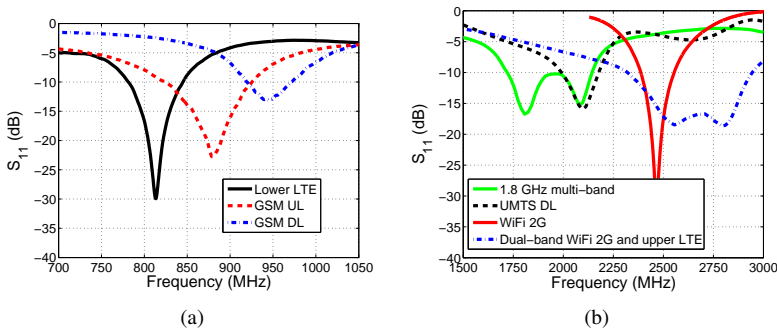 0
−5
−10
−15
−20
−25
−30
−35
−40
S11 (dB)
700 750 800 850 900 950 1000 1050
Frequency (MHz)
Lower LTE
GSM UL
GSM DL
(a)
0
−5
−10
−15
−20
−25
−30
−35
−40
S11 (dB)
1500 1750 2000 2250 2500 2750 3000
Frequency (MHz)
1.8 GHz multi−band
UMTS DL
WiFi 2G
Dual−band WiFi 2G and upper LTE
(b)